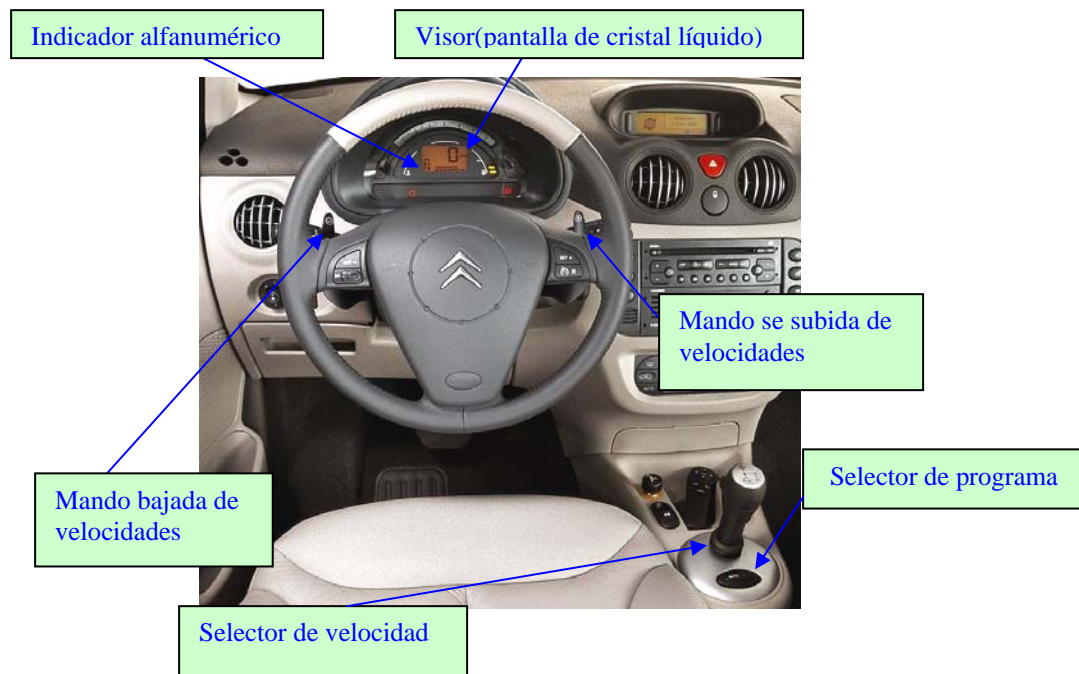 Indicador alfanumérico
Visor(pantalla de cristal líquido)
0
Mando se subida de
velocidades
Selector de programa
Mando bajada de
velocidades
Selector de velocidad